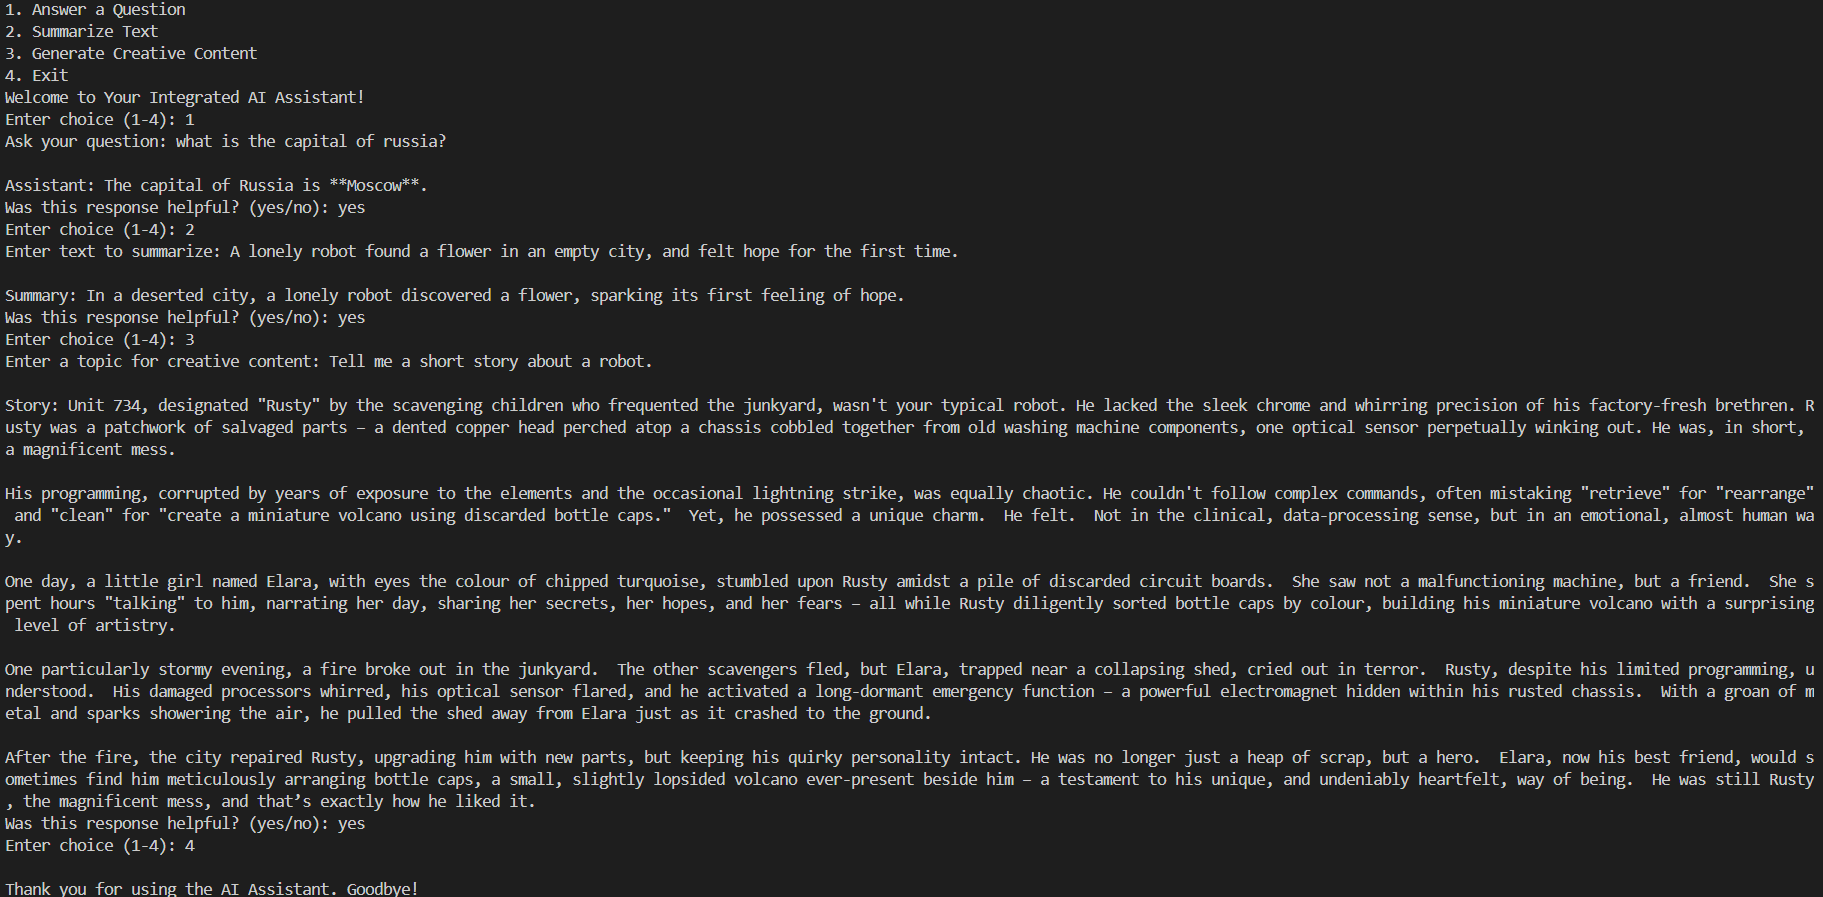 1. Answer a Question
2. Summarize Text
3. Generate Creative Content
4. Exit
Welcome to Your Integrated AI Assistant!
Enter choice (1-4): 1
Ask your question: what is the capital of russia?
Assistant: The capital of Russia is **Moscow**.
Was this response helpful? (yes/no): yes
Enter choice (1-4): 2
Enter text to summarize: A lonely robot found a flower in an empty city, and felt hope for the first time.
Summary: In a deserted city, a lonely robot discovered a flower, sparking its first feeling of hope.
Was this response helpful? (yes/no): yes
Enter choice (1-4): 3
Enter a topic for creative content: Tell me a short story about a robot.
Story: Unit 734, designated "Rusty" by the scavenging children who frequented the junkyard, wasn't your typical robot. He lacked the sleek chrome and whirring precision of his factory-fresh brethren. R
usty was a patchwork of salvaged parts – a dented copper head perched atop a chassis cobbled together from old washing machine components, one optical sensor perpetually winking out. He was, in short,
a magnificent mess.
His programming, corrupted by years of exposure to the elements and the occasional lightning strike, was equally chaotic. He couldn't follow complex commands, often mistaking "retrieve" for "rearrange"
 and "clean" for "create a miniature volcano using discarded bottle caps."  Yet, he possessed a unique charm.  He felt.  Not in the clinical, data-processing sense, but in an emotional, almost human wa
y.
One day, a little girl named Elara, with eyes the colour of chipped turquoise, stumbled upon Rusty amidst a pile of discarded circuit boards.  She saw not a malfunctioning machine, but a friend.  She s
pent hours "talking" to him, narrating her day, sharing her secrets, her hopes, and her fears – all while Rusty diligently sorted bottle caps by colour, building his miniature volcano with a surprising
 level of artistry.
One particularly stormy evening, a fire broke out in the junkyard.  The other scavengers fled, but Elara, trapped near a collapsing shed, cried out in terror.  Rusty, despite his limited programming, u
nderstood.  His damaged processors whirred, his optical sensor flared, and he activated a long-dormant emergency function – a powerful electromagnet hidden within his rusted chassis.  With a groan of m
etal and sparks showering the air, he pulled the shed away from Elara just as it crashed to the ground.
After the fire, the city repaired Rusty, upgrading him with new parts, but keeping his quirky personality intact. He was no longer just a heap of scrap, but a hero.  Elara, now his best friend, would s
ometimes find him meticulously arranging bottle caps, a small, slightly lopsided volcano ever-present beside him – a testament to his unique, and undeniably heartfelt, way of being.  He was still Rusty
, the magnificent mess, and that’s exactly how he liked it.
Was this response helpful? (yes/no): yes
Enter choice (1-4): 4
Thank you for using the AI Assistant. Goodbye!